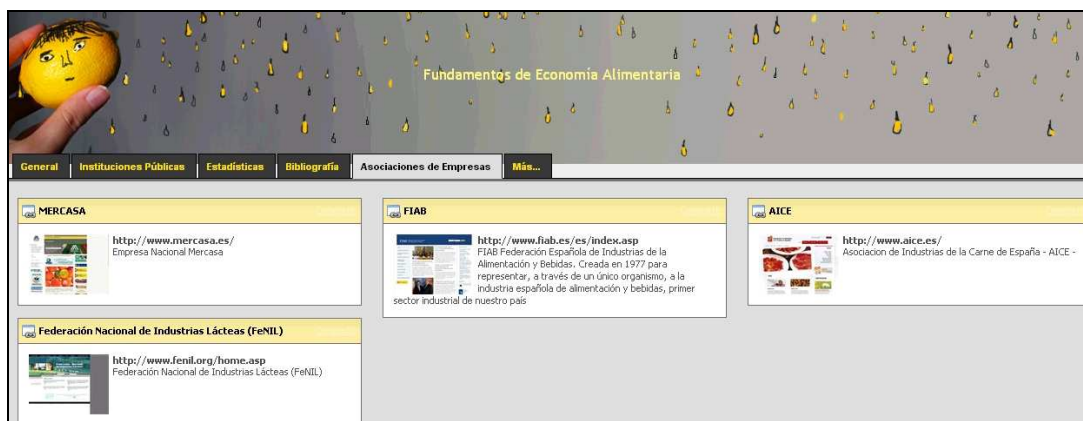 Fundamentos de Economía Alimentaria
General
Instituciones Públicas
Estadísticas
Bibliografía
Asociaciones de Empresas
Más...
MERCASA
http://www.mercasa.es/
Empresa Nacional Mercasa
FIAB
http://www.fiab.es/es/index.asp
FIAB Federación Española de Industrias de la
Alimentación y Bebidas. Creada en 1977 para
representar, a través de un único organismo, a la
industria española de alimentación y bebidas, primer
sector industrial de nuestro país
AICE
http://www.aice.es/
Asociacion de Industrias de la Carne de España - AICE -
Federación Nacional de Industrias Lácteas (FeNIL)
http://www.fenil.org/home.asp
Federación Nacional de Industrias Lácteas (FeNIL)